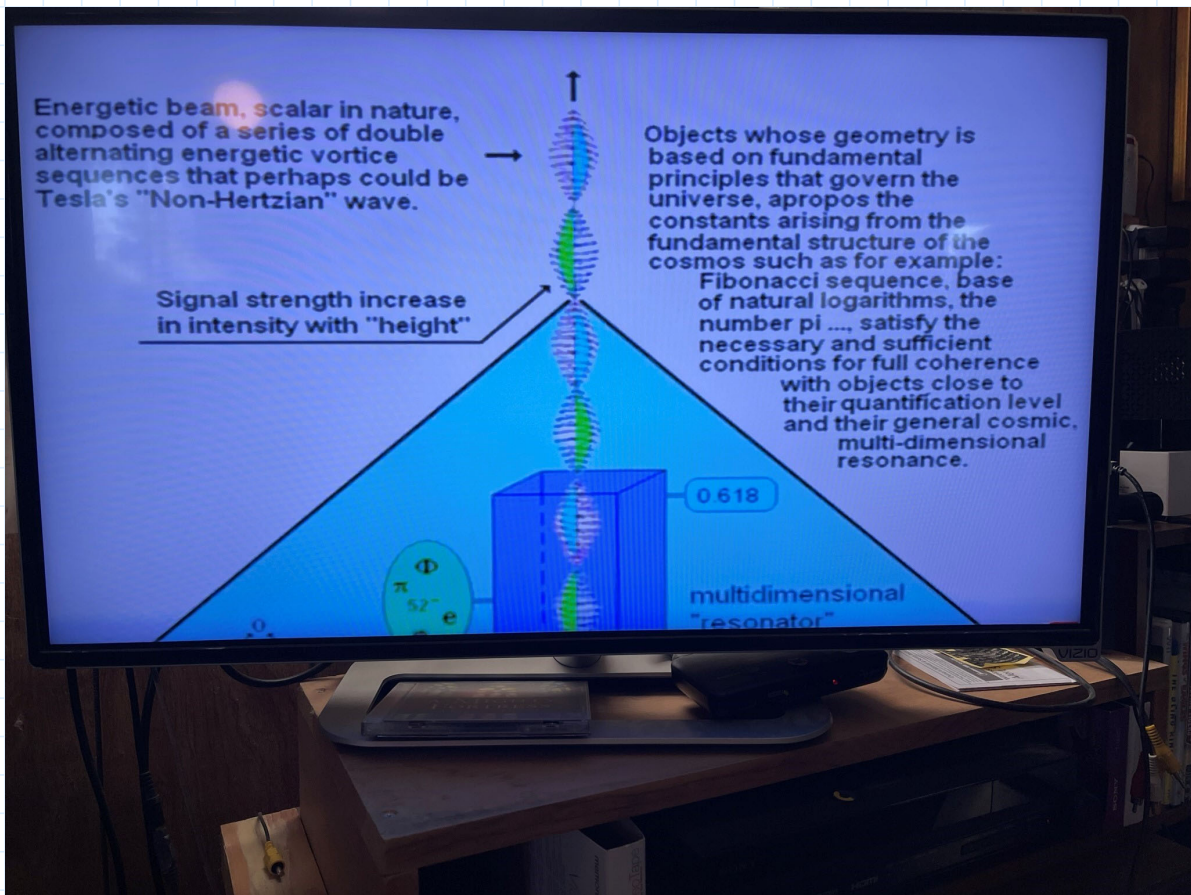 Energetic beam, scalar in nature,
composed of a series of double
alternating energetic vortice
sequences that perhaps could be
Tesla's "Non-Hertzian" wave.
Signal strength increase
in intensity with "height"
Objects whose geometry is
based on fundamental
principles that govern the
universe, apropos the
constants arising from the
fundamental structure of the
cosmos such as for example:
Fibonacci sequence, base
of natural logarithms, the
number pi ..., satisfy the
necessary and sufficient
conditions for full coherence
with objects close to
their quantification level
and their general cosmic,
multi-dimensional
resonance.
0.618
Φ
π
52°
e
multidimensional
"resonator"
VIZIO